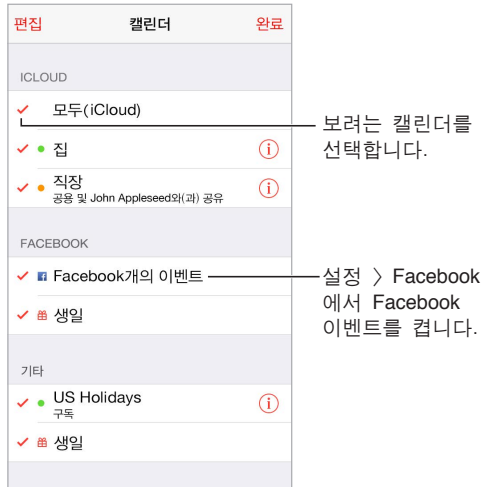 편집 캘린더 완료
ICLOUD
모두(iCloud)
집
직장
공용 및 John Appleseed와(과) 공유
FACEBOOK
Facebook개의 이벤트
생일
기타
US Holidays
구독
생일
보려는 캘린더를
선택합니다.
설정 〉 Facebook
에서 Facebook
이벤트를 켭니다.